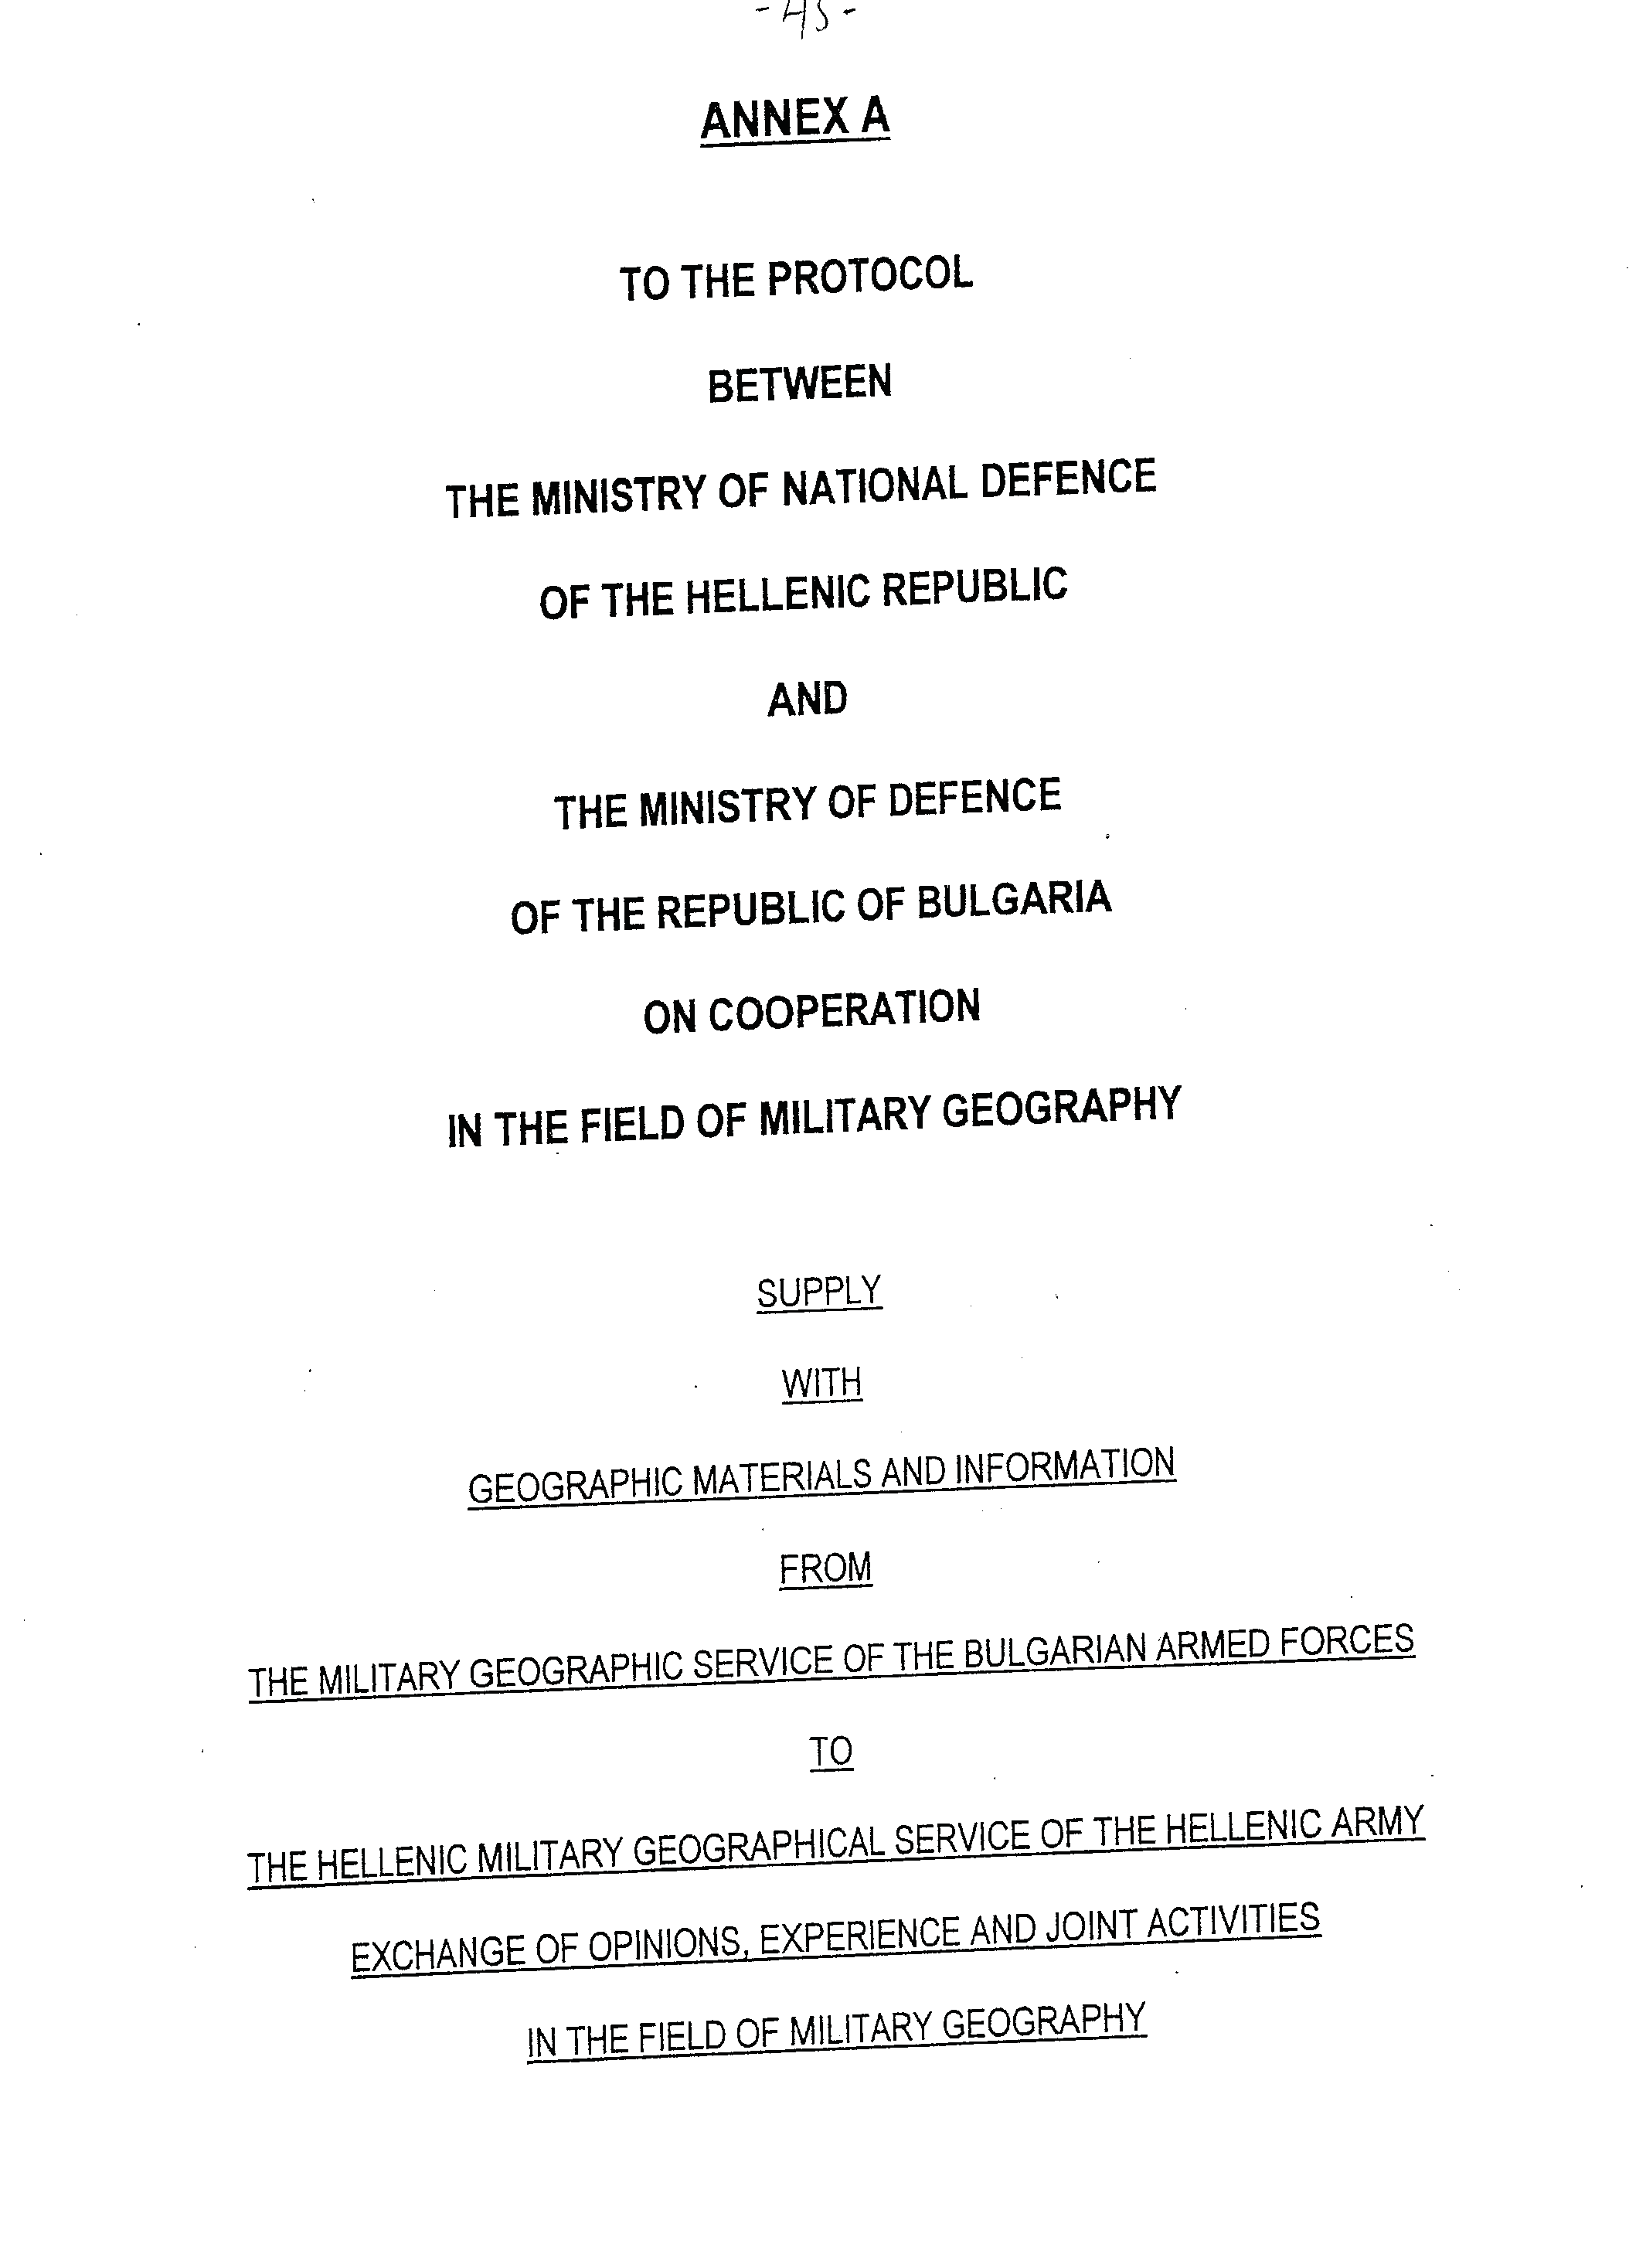 - 45 -
ANNEX A
TO THE PROTOCOL
BETWEEN
THE MINISTRY OF NATIONAL DEFENCE
OF THE HELLENIC REPUBLIC
AND
THE MINISTRY OF DEFENCE
OF THE REPUBLIC OF BULGARIA
ON COOPERATION
IN THE FIELD OF MILITARY GEOGRAPHY
SUPPLY
WITH
GEOGRAPHIC MATERIALS AND INFORMATION
FROM
THE MILITARY GEOGRAPHIC SERVICE OF THE BULGARIAN ARMED FORCES
TO
THE HELLENIC MILITARY GEOGRAPHICAL SERVICE OF THE HELLENIC ARMY
EXCHANGE OF OPINIONS, EXPERIENCE AND JOINT ACTIVITIES
IN THE FIELD OF MILITARY GEOGRAPHY